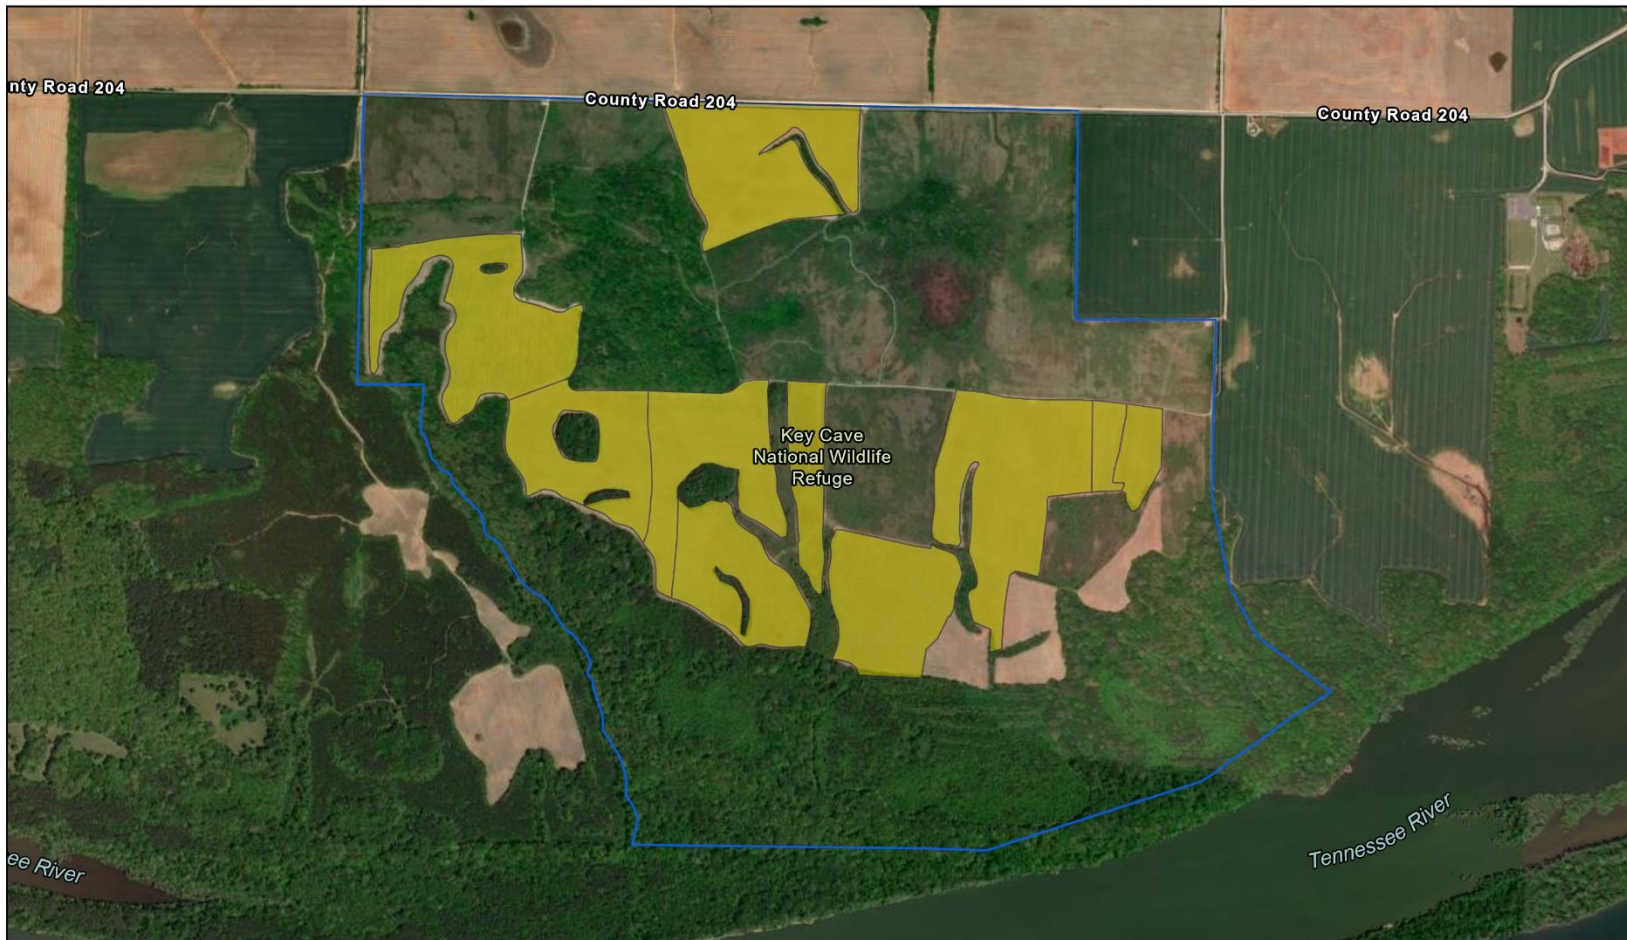 nty Road 204
County Road 204
County Road 204
Key Cave
National Wildlife
Refuge
Tennessee River
ee River